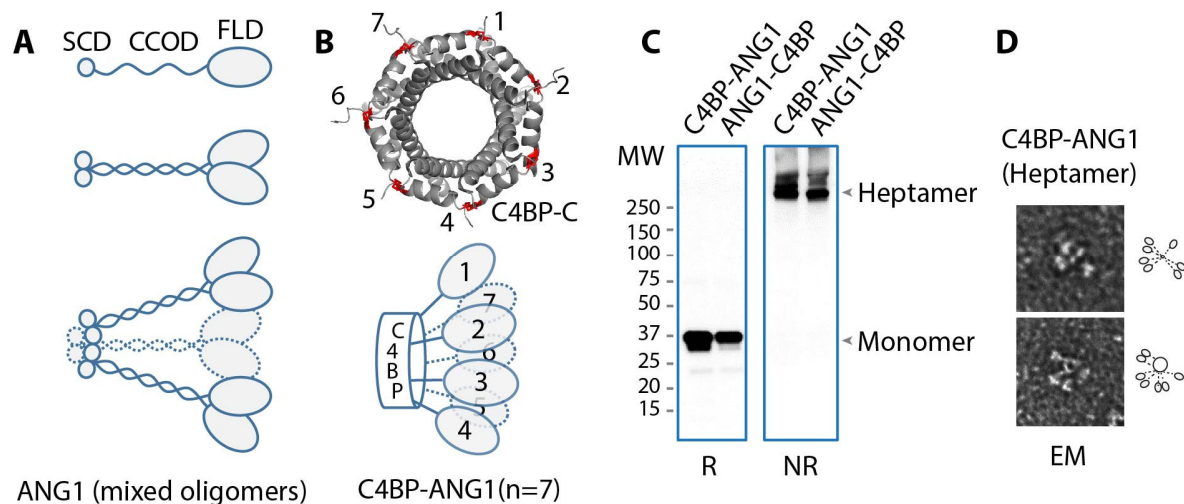 A
SCD CCOD FLD
ANG1 (mixed oligomers)
B
1
2
3
4
5
6
7
C4BP-C
1
7
2
6
3
5
4
C4BP
C4BP-ANG1(n=7)
C
C4BP-ANG1
ANG1-C4BP
C4BP-ANG1
ANG1-C4BP
MW
250
150
100
75
50
37
25
20
15
Heptamer
Monomer
R
NR
D
C4BP-ANG1
(Heptamer)
EM